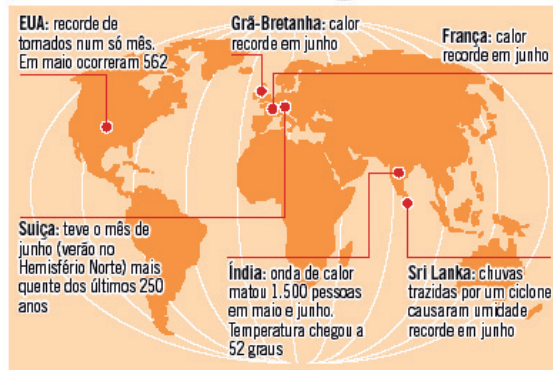 EUA: recorde de
tornados num só mês.
Em maio ocorreram 562
Grã-Bretanha: calor
recorde em junho
França: calor
recorde em junho
Suiça: teve o mês de
junho (verão no
Hemisfério Norte) mais
quente dos últimos 250
anos
Índia: onda de calor
matou 1.500 pessoas
em maio e junho.
Temperatura chegou a
52 graus
Sri Lanka: chuvas
trazidas por um ciclone
causaram umidade
recorde em junho